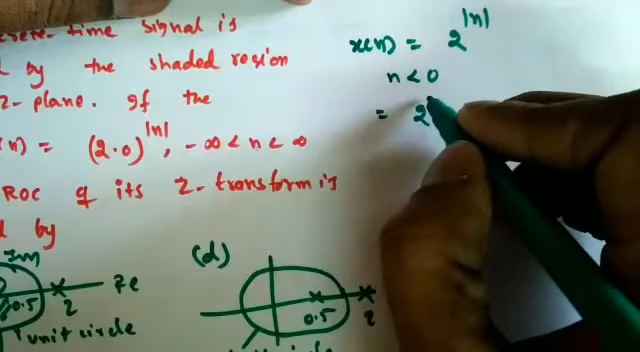 time signal is
by the shaded region
z- plane. If the
(n) = (2.0)^|n|, -∞ < n < ∞
ROC of its Z-transform is
by
x(n) = 2^|n|
n < 0
= 2
Im
Re
0.5
2
unit circle
(d)
0.5
2